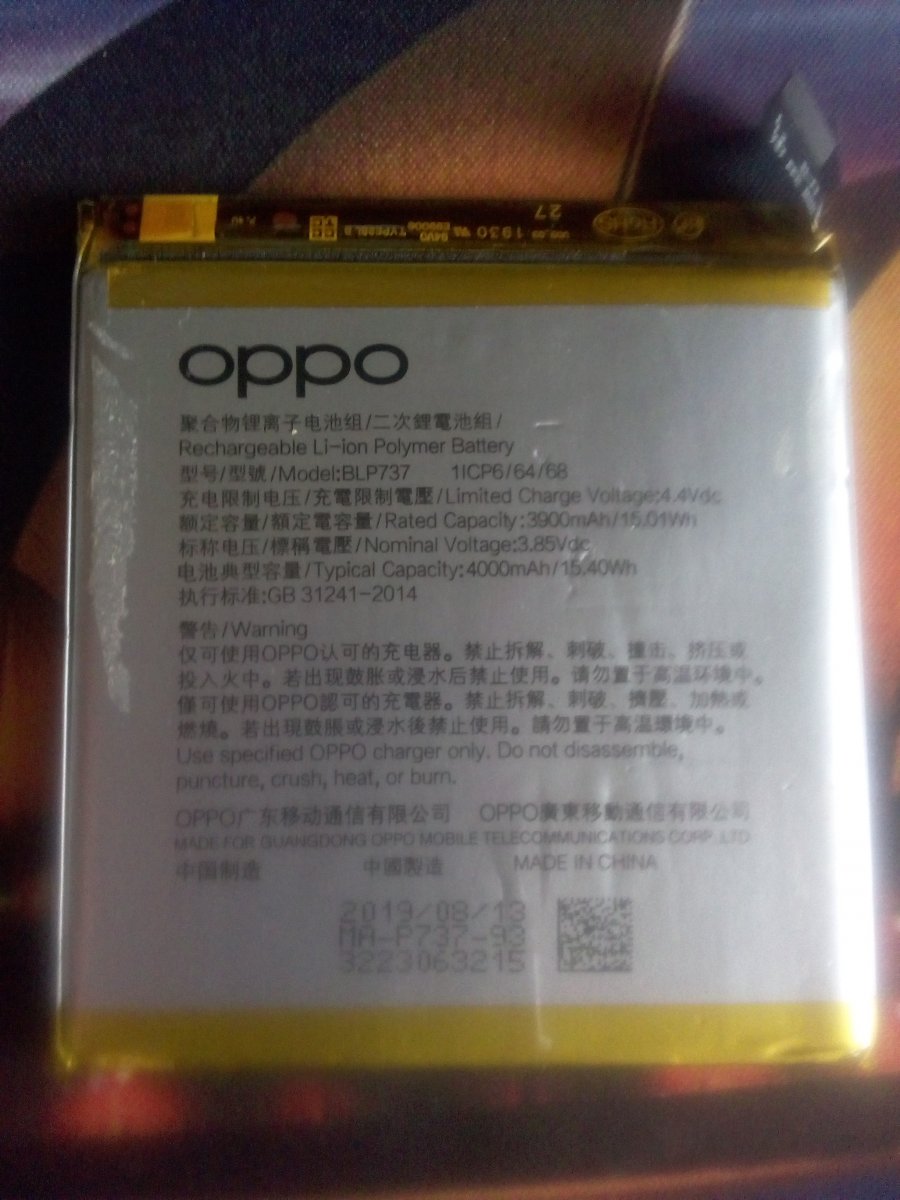 27
1930
94V0
E89006
TYPEBBL B
oppo
聚合物锂离子电池组/二次鋰電池組/
Rechargeable Li-ion Polymer Battery
型号/型號/Model:BLP737 1ICP6/64/68
充电限制电压/充電限制電壓/Limited Charge Voltage:4.4Vdc
额定容量/額定電容量/Rated Capacity:3900mAh/15.01Wh
标称电压/標稱電壓/Nominal Voltage:3.85Vdc
电池典型容量/Typical Capacity:4000mAh/15.40Wh
执行标准:GB 31241-2014
警告/Warning
仅可使用OPPO认可的充电器。禁止拆解、刺破、撞击、挤压或
投入火中。若出现鼓胀或浸水后禁止使用。请勿置于高温环境中。
僅可使用OPPO認可的充電器。禁止拆解、刺破、擠壓、加熱或
燃燒。若出現鼓脹或浸水後禁止使用。請勿置于高溫環境中。
Use specified OPPO charger only. Do not disassemble,
puncture, crush, heat, or burn.
OPPO广东移动通信有限公司 OPPO廣東移動通信有限公司
MADE FOR GUANGDONG OPPO MOBILE TELECOMMUNICATIONS CORP.,LTD
中国制造 中國製造 MADE IN CHINA
2019/08/13
MA-P737-93
3223063215